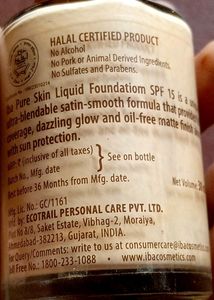 HALAL CERTIFIED PRODUCT
No Alcohol
No Pork or Animal Derived Ingredients.
No Sulfates and Parabens.
Iba Pure Skin Liquid Foundation SPF 15 is a
ultra-blendable satin-smooth formula that provides
coverage, dazzling glow and oil-free matte finish
with sun protection.
M.R.P. ₹ (inclusive of all taxes)
Batch No., Mfg. date
} See on bottle
Best before 36 Months from Mfg. date.
Net Volume:
Mfg. Lic. No.: GC/1161
Mfd. By: ECOTRAIL PERSONAL CARE PVT. LTD.
Plot No A/8, Saket Estate, Vibhag-2, Moraiya,
Ahmedabad-382213, Gujarat, INDIA.
For Query/Comments: write to us at consumercare@ibacosmetics.
Toll Free No.: 1800-233-1088 www.ibacosmetics.com